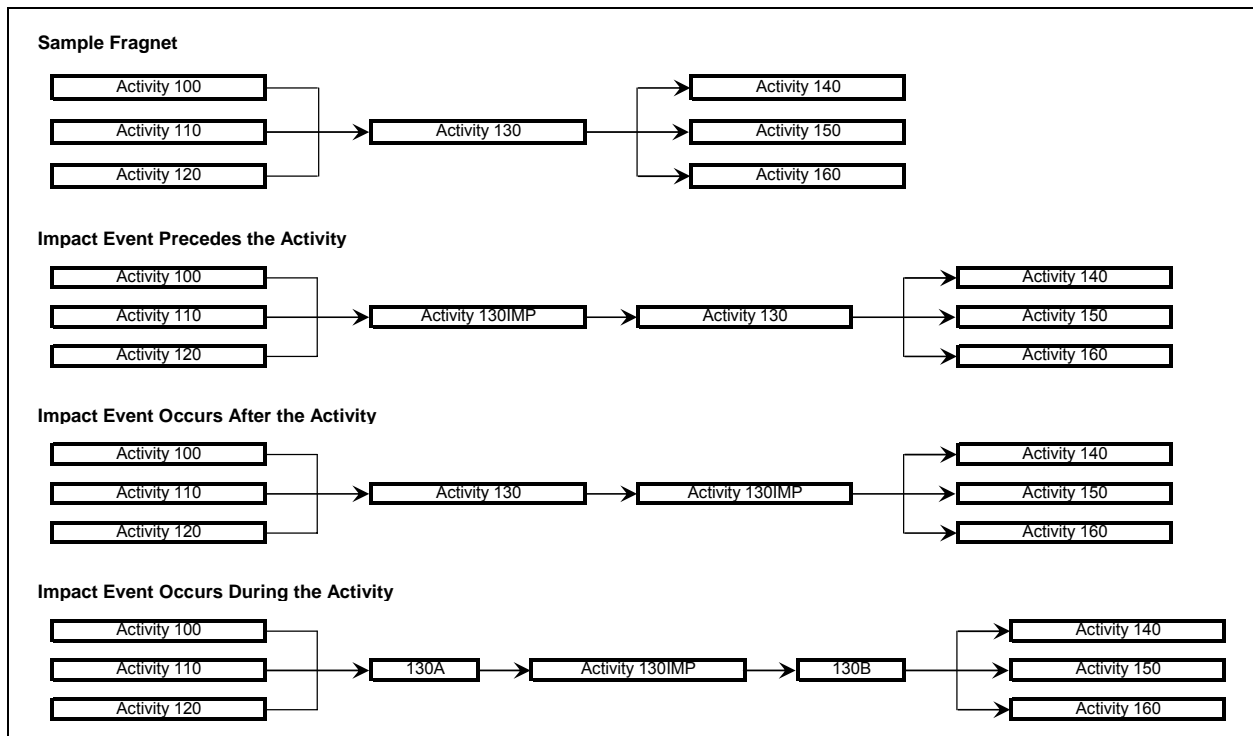 Sample Fragnet
Activity 100
Activity 140
Activity 110
Activity 130
Activity 150
Activity 120
Activity 160
Impact Event Precedes the Activity
Activity 100
Activity 140
Activity 110
Activity 130IMP
Activity 130
Activity 150
Activity 120
Activity 160
Impact Event Occurs After the Activity
Activity 100
Activity 140
Activity 110
Activity 130
Activity 130IMP
Activity 150
Activity 120
Activity 160
Impact Event Occurs During the Activity
Activity 100
Activity 140
Activity 110
130A
Activity 130IMP
130B
Activity 150
Activity 120
Activity 160